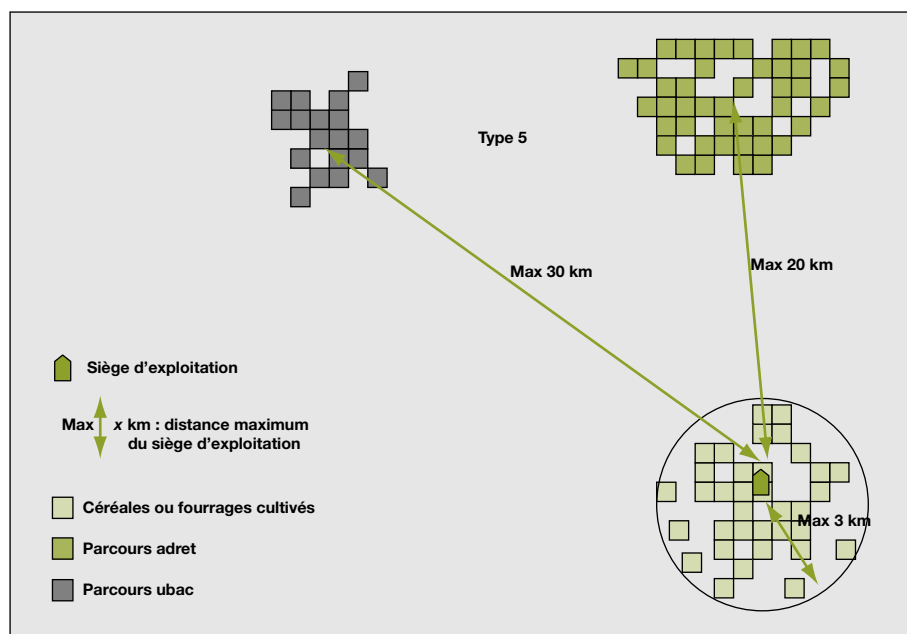 Type 5
Max 30 km
Max 20 km
Siège d'exploitation
Max x km : distance maximum
du siège d'exploitation
Céréales ou fourrages cultivés
Max 3 km
Parcours adret
Parcours ubac